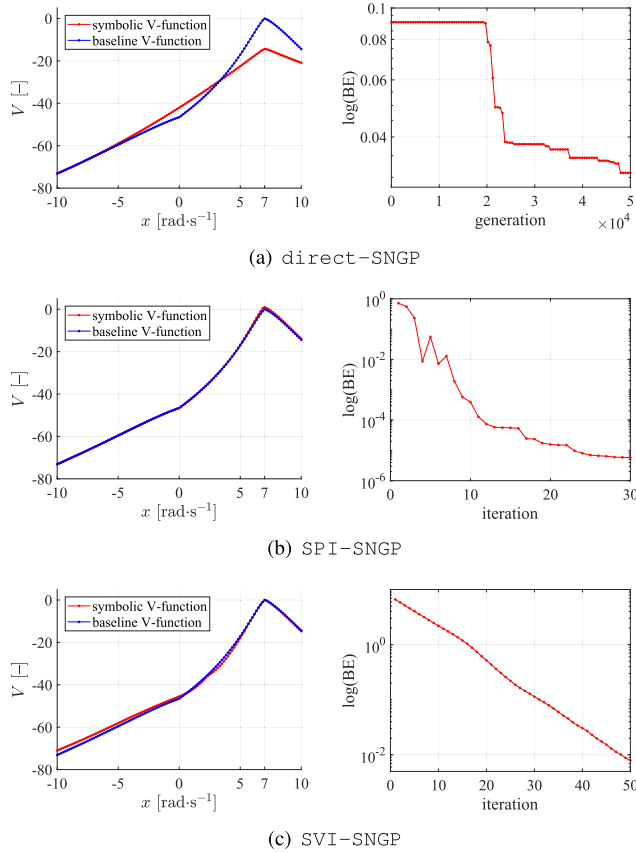 symbolic V-function
baseline V-function
0
-20
-40
-60
-80
V [−]
-10
-5
0
5
7
10
x [rad·s⁻¹]
0.1
0.08
0.06
0.04
log(BE)
0
1
2
3
4
5
generation
×10⁴
(a) direct-SNGP
symbolic V-function
baseline V-function
0
-20
-40
-60
-80
V [−]
-10
-5
0
5
7
10
x [rad·s⁻¹]
10⁰
10⁻²
10⁻⁴
10⁻⁶
log(BE)
0
10
20
30
iteration
(b) SPI-SNGP
symbolic V-function
baseline V-function
0
-20
-40
-60
-80
V [−]
-10
-5
0
5
7
10
x [rad·s⁻¹]
10⁰
10⁻²
log(BE)
0
10
20
30
40
50
iteration
(c) SVI-SNGP